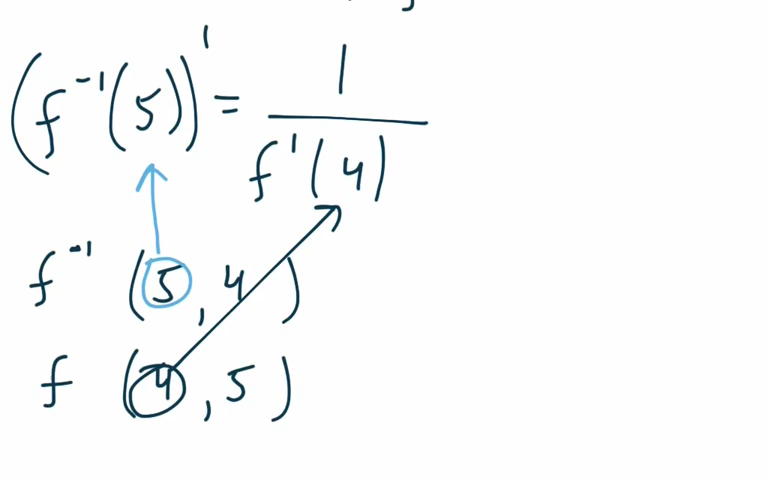 (f⁻¹(5))' = 1 / f'(4)
f⁻¹ (5, 4)
f (4, 5)